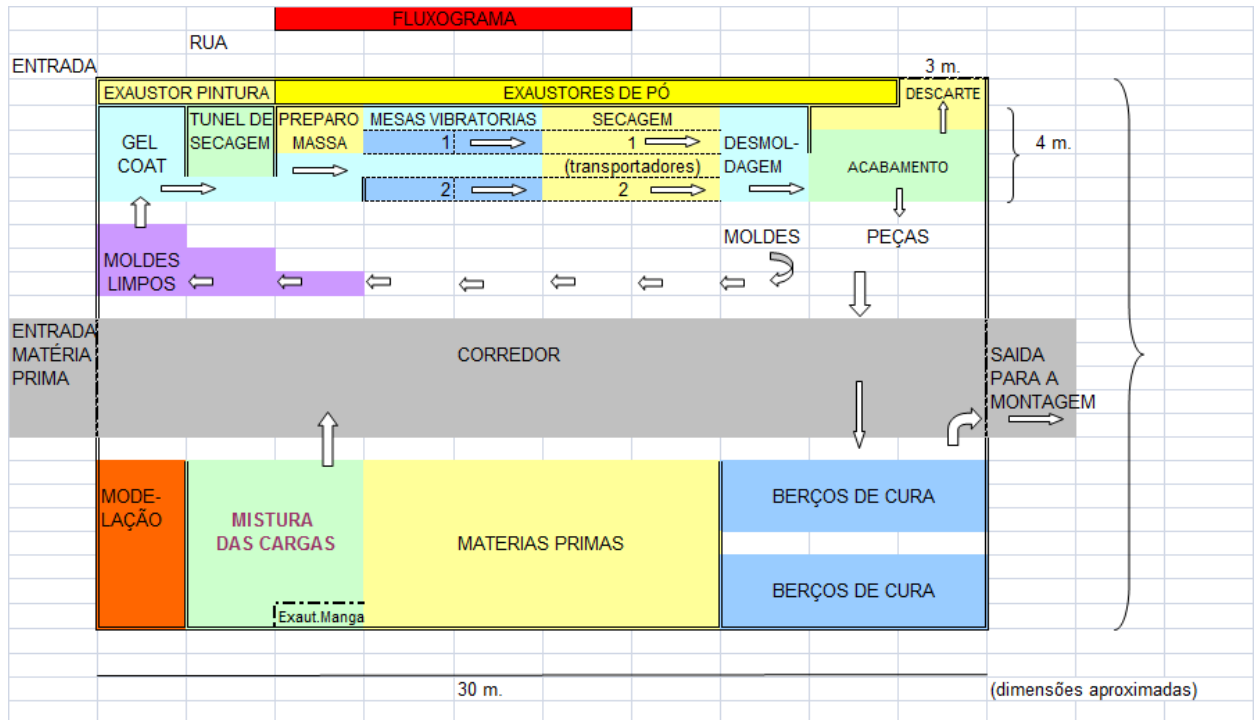 FLUXOGRAMA
RUA
ENTRADA
3 m.
EXAUSTOR PINTURA
EXAUSTORES DE PÓ
DESCARTE
GEL
COAT
TUNEL DE
SECAGEM
PREPARO
MASSA
MESAS VIBRATORIAS
1
2
SECAGEM
1
(transportadores)
2
DESMOL-
DAGEM
ACABAMENTO
4 m.
MOLDES
LIMPOS
MOLDES
PEÇAS
ENTRADA
MATÉRIA
PRIMA
CORREDOR
SAIDA
PARA A
MONTAGEM
MODE-
LAÇÃO
MISTURA
DAS CARGAS
Exaut.Manga
MATERIAS PRIMAS
BERÇOS DE CURA
BERÇOS DE CURA
30 m.
(dimensões aproximadas)